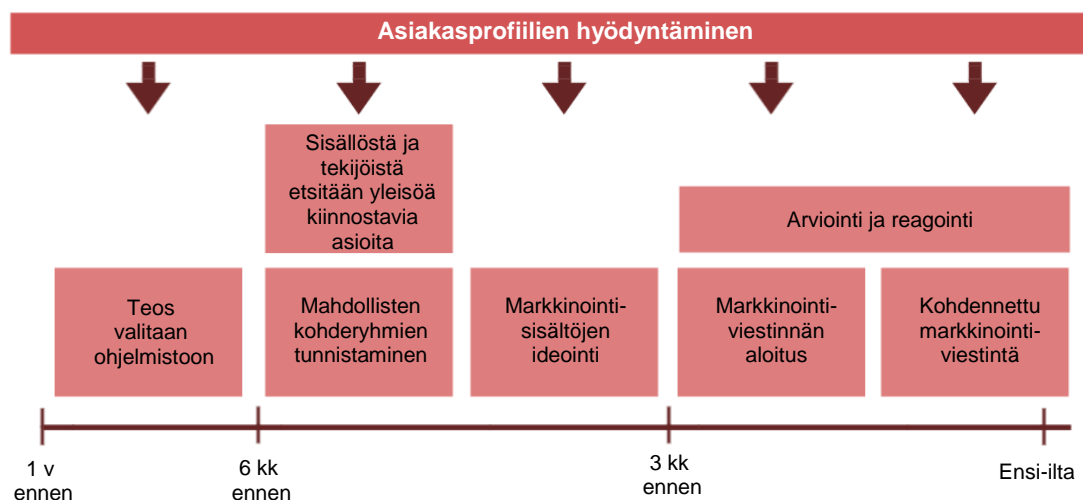 Asiakasprofiilien hyödyntäminen
Sisällöstä ja
tekijöistä
etsitään yleisöä
kiinnostavia
asioita
Arviointi ja reagointi
Teos
valitaan
ohjelmistoon
Mahdollisten
kohderyhmien
tunnistaminen
Markkinointi-
sisältöjen
ideointi
Markkinointi-
viestinnän
aloitus
Kohdennettu
markkinointi-
viestintä
1 v
ennen
6 kk
ennen
3 kk
ennen
Ensi-ilta